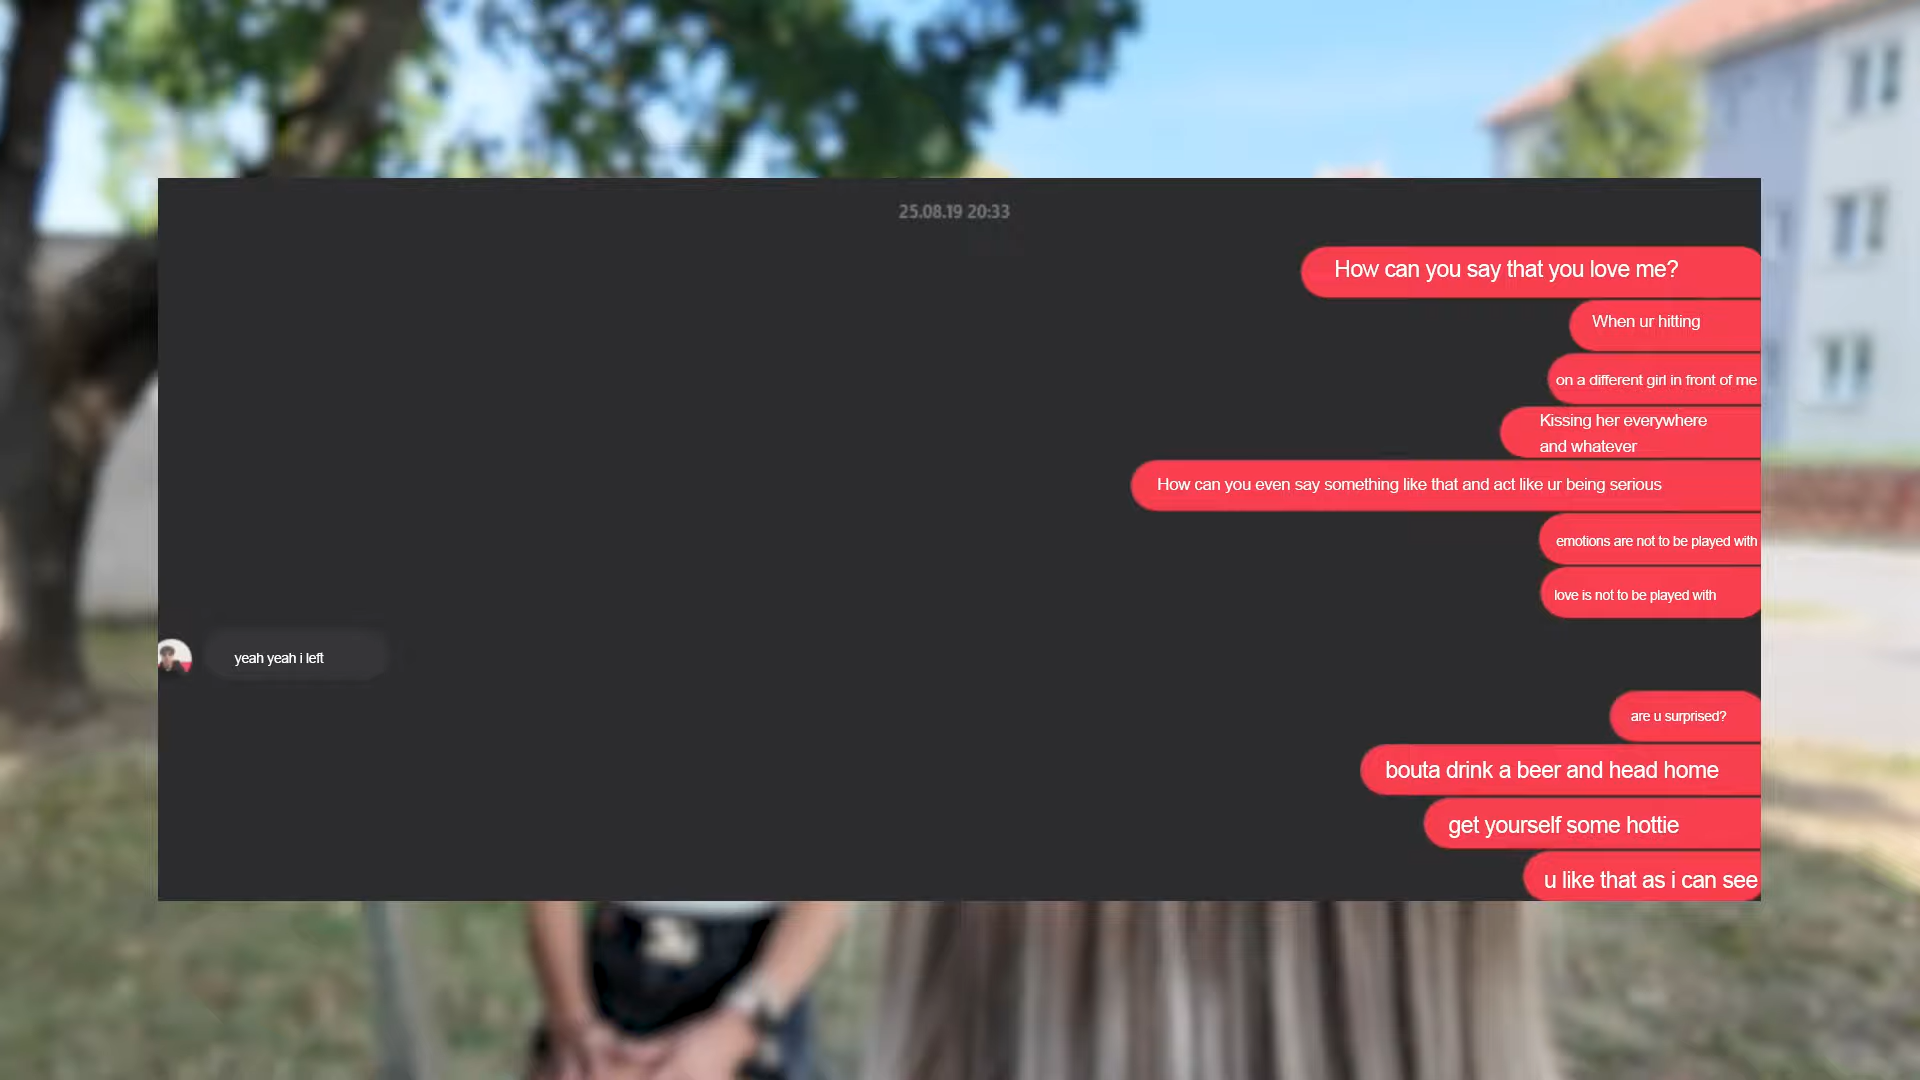 25.08.19 20:33
How can you say that you love me?
When ur hitting
on a different girl in front of me
Kissing her everywhere
and whatever
How can you even say something like that and act like ur being serious
emotions are not to be played with
love is not to be played with
yeah yeah i left
are u surprised?
bouta drink a beer and head home
get yourself some hottie
u like that as i can see